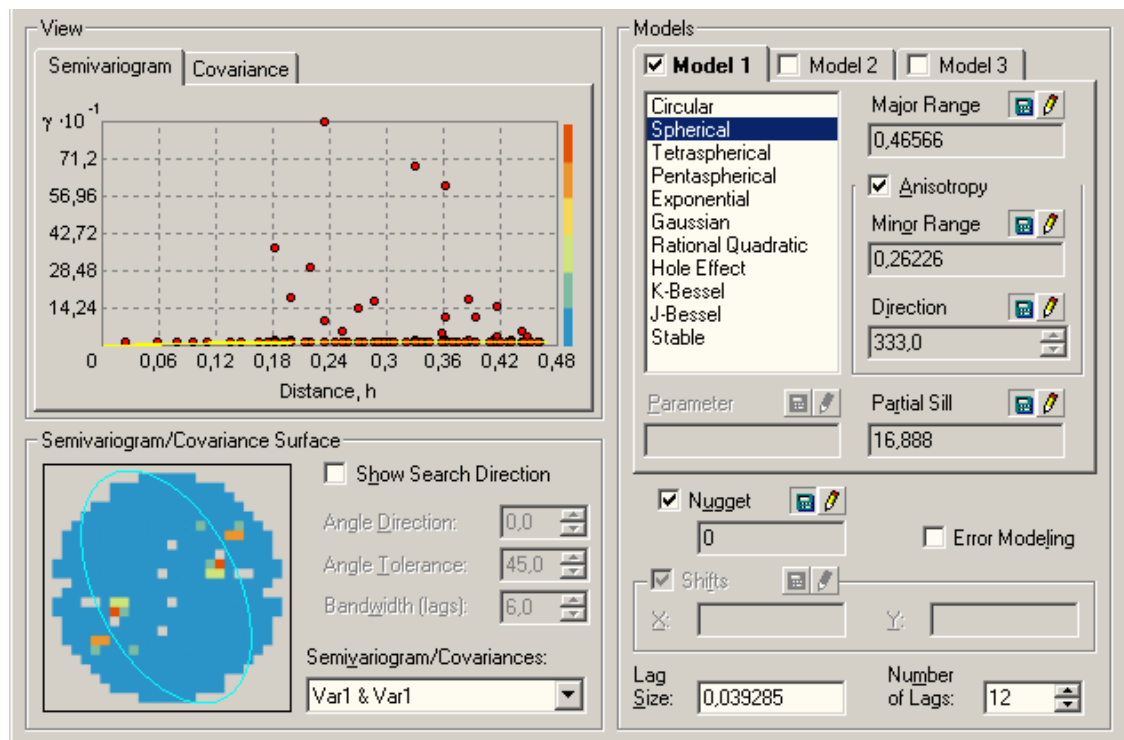 View
Semivariogram
Covariance
γ ·10⁻¹
71,2
56,96
42,72
28,48
14,24
0 0,06 0,12 0,18 0,24 0,3 0,36 0,42 0,48
Distance, h
Semivariogram/Covariance Surface
Show Search Direction
Angle Direction: 0,0
Angle Tolerance: 45,0
Bandwidth (lags): 6,0
Semivariogram/Covariances:
Var1 & Var1
Models
Model 1 Model 2 Model 3
Circular
Spherical
Tetraspherical
Pentaspherical
Exponential
Gaussian
Rational Quadratic
Hole Effect
K-Bessel
J-Bessel
Stable
Major Range
0,46566
Anisotropy
Minor Range
0,26226
Direction
333,0
Parameter
Partial Sill
16,888
Nugget
0
Error Modeling
Shifts
X: Y:
Lag Size: 0,039285
Number of Lags: 12